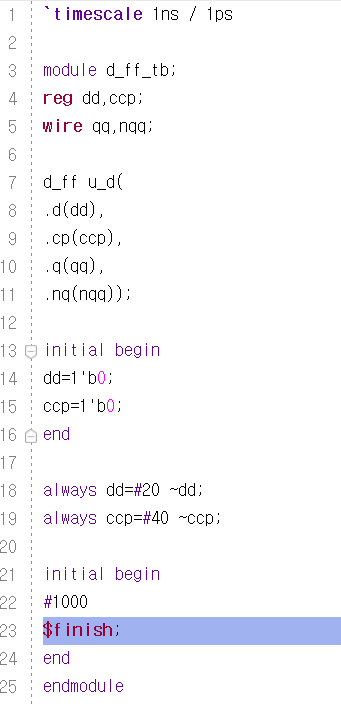 1 `timescale 1ns / 1ps
2
3 module d_ff_tb;
4 reg dd,ccp;
5 wire qq,nqq;
6
7 d_ff u_d(
8 .d(dd),
9 .cp(ccp),
10 .q(qq),
11 .nq(nqq));
12
13 initial begin
14 dd=1'b0;
15 ccp=1'b0;
16 end
17
18 always dd=#20 ~dd;
19 always ccp=#40 ~ccp;
20
21 initial begin
22 #1000
23 $finish;
24 end
25 endmodule